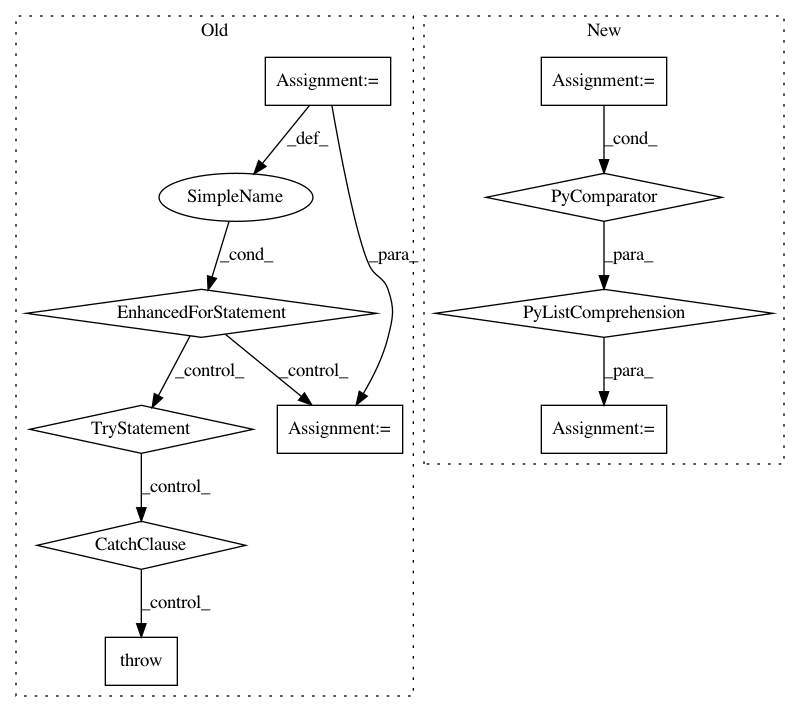 Old
New
Assignment:=
Assignment:=
_def_
_cond_
SimpleName
PyComparator
_cond_
_para_
_para_
EnhancedForStatement
PyListComprehension
_control_
_control_
_para_
TryStatement
Assignment:=
Assignment:=
_control_
CatchClause
_control_
throw